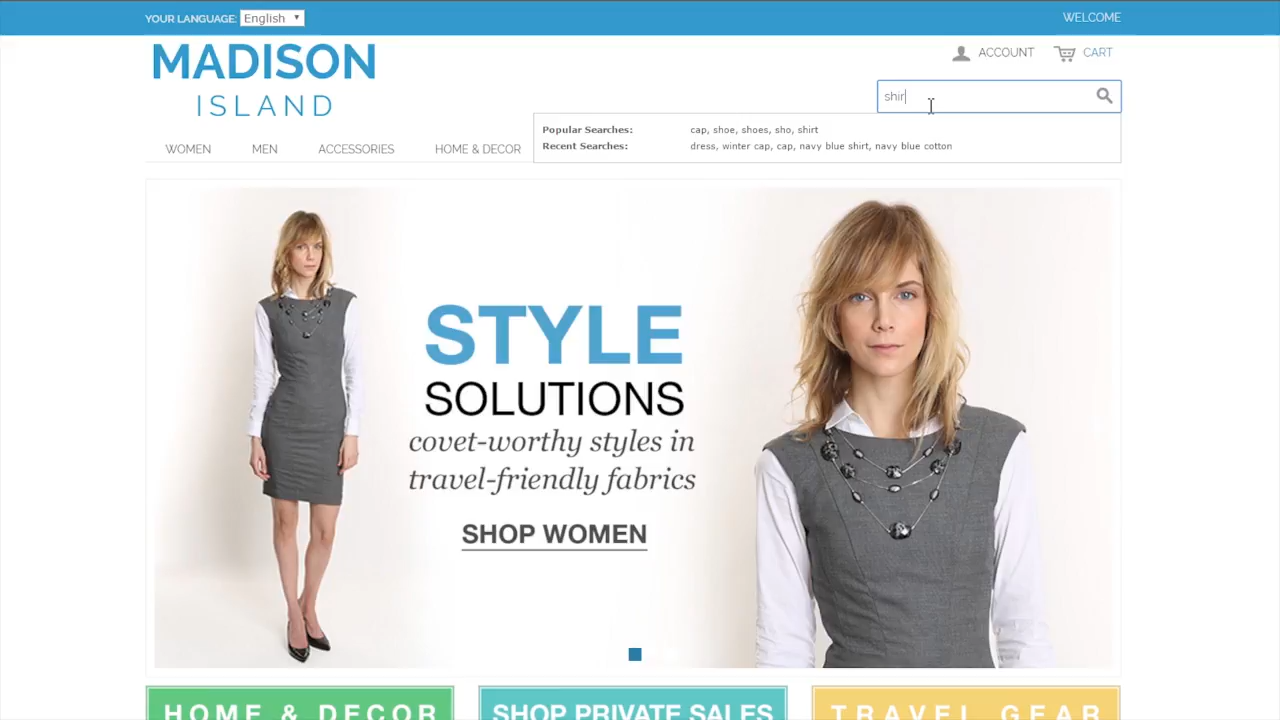 YOUR LANGUAGE: English
WELCOME
MADISON
ISLAND
ACCOUNT
CART
shir
Popular Searches: cap, shoe, shoes, sho, shirt
Recent Searches: dress, winter cap, cap, navy blue shirt, navy blue cotton
WOMEN MEN ACCESSORIES HOME & DECOR
STYLE
SOLUTIONS
covet-worthy styles in
travel-friendly fabrics
SHOP WOMEN
HOME & DECOR
SHOP PRIVATE SALES
TRAVEL GEAR